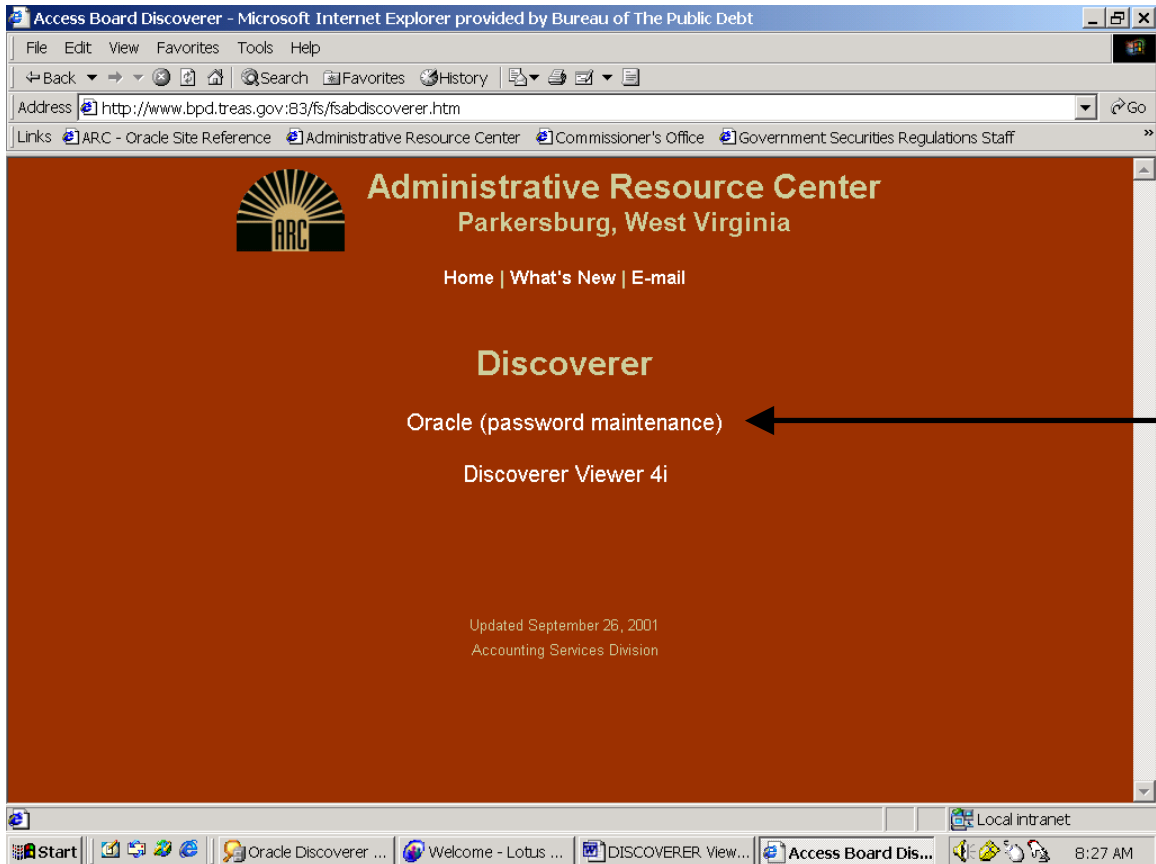 Access Board Discoverer - Microsoft Internet Explorer provided by Bureau of The Public Debt
File Edit View Favorites Tools Help
Back Search Favorites History
Address http://www.bpd.treas.gov:83/fs/fsabdiscoverer.htm Go
Links ARC - Oracle Site Reference Administrative Resource Center Commissioner's Office Government Securities Regulations Staff »
ARC
Administrative Resource Center
Parkersburg, West Virginia
Home | What's New | E-mail
Discoverer
Oracle (password maintenance)
Discoverer Viewer 4i
Updated September 26, 2001
Accounting Services Division
Local intranet
Start Oracle Discoverer ... Welcome - Lotus ... DISCOVERER View... Access Board Dis... 8:27 AM